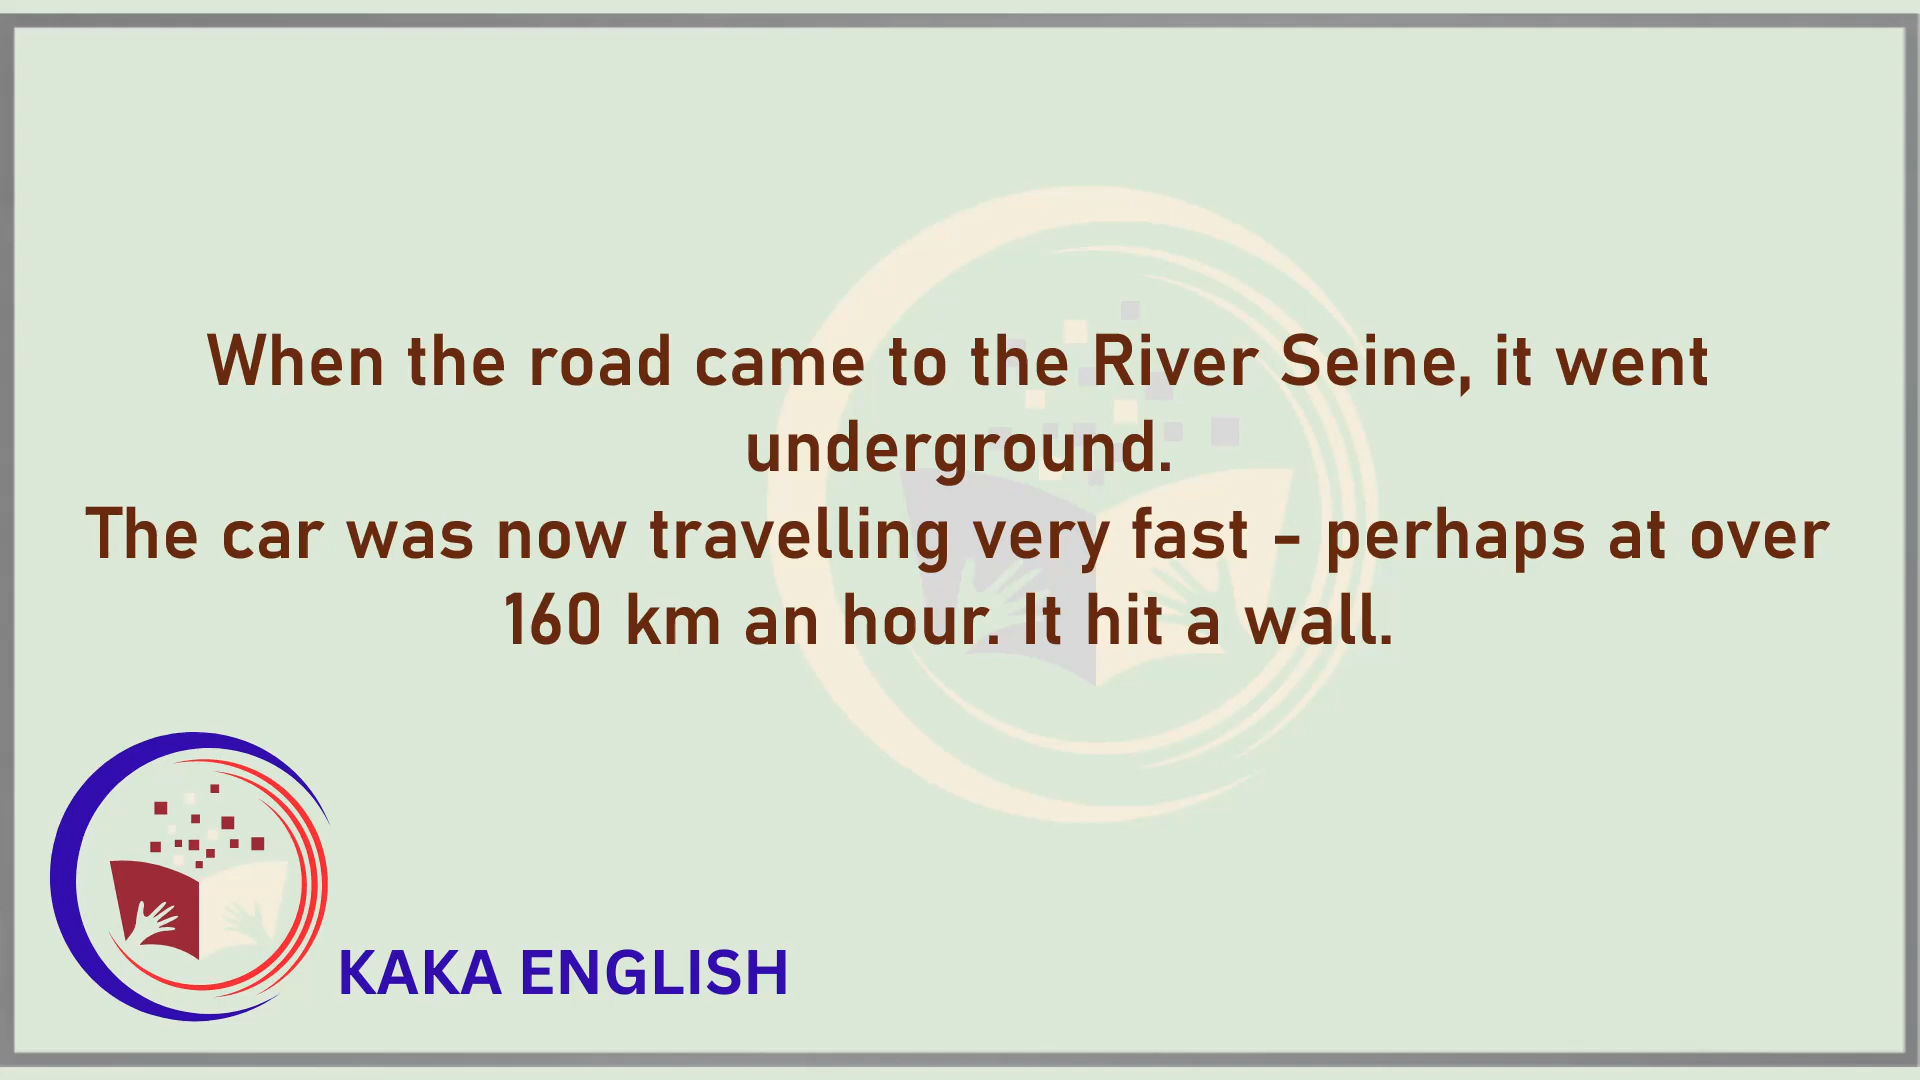 When the road came to the River Seine, it went
underground.
The car was now travelling very fast - perhaps at over
160 km an hour. It hit a wall.
KAKA ENGLISH